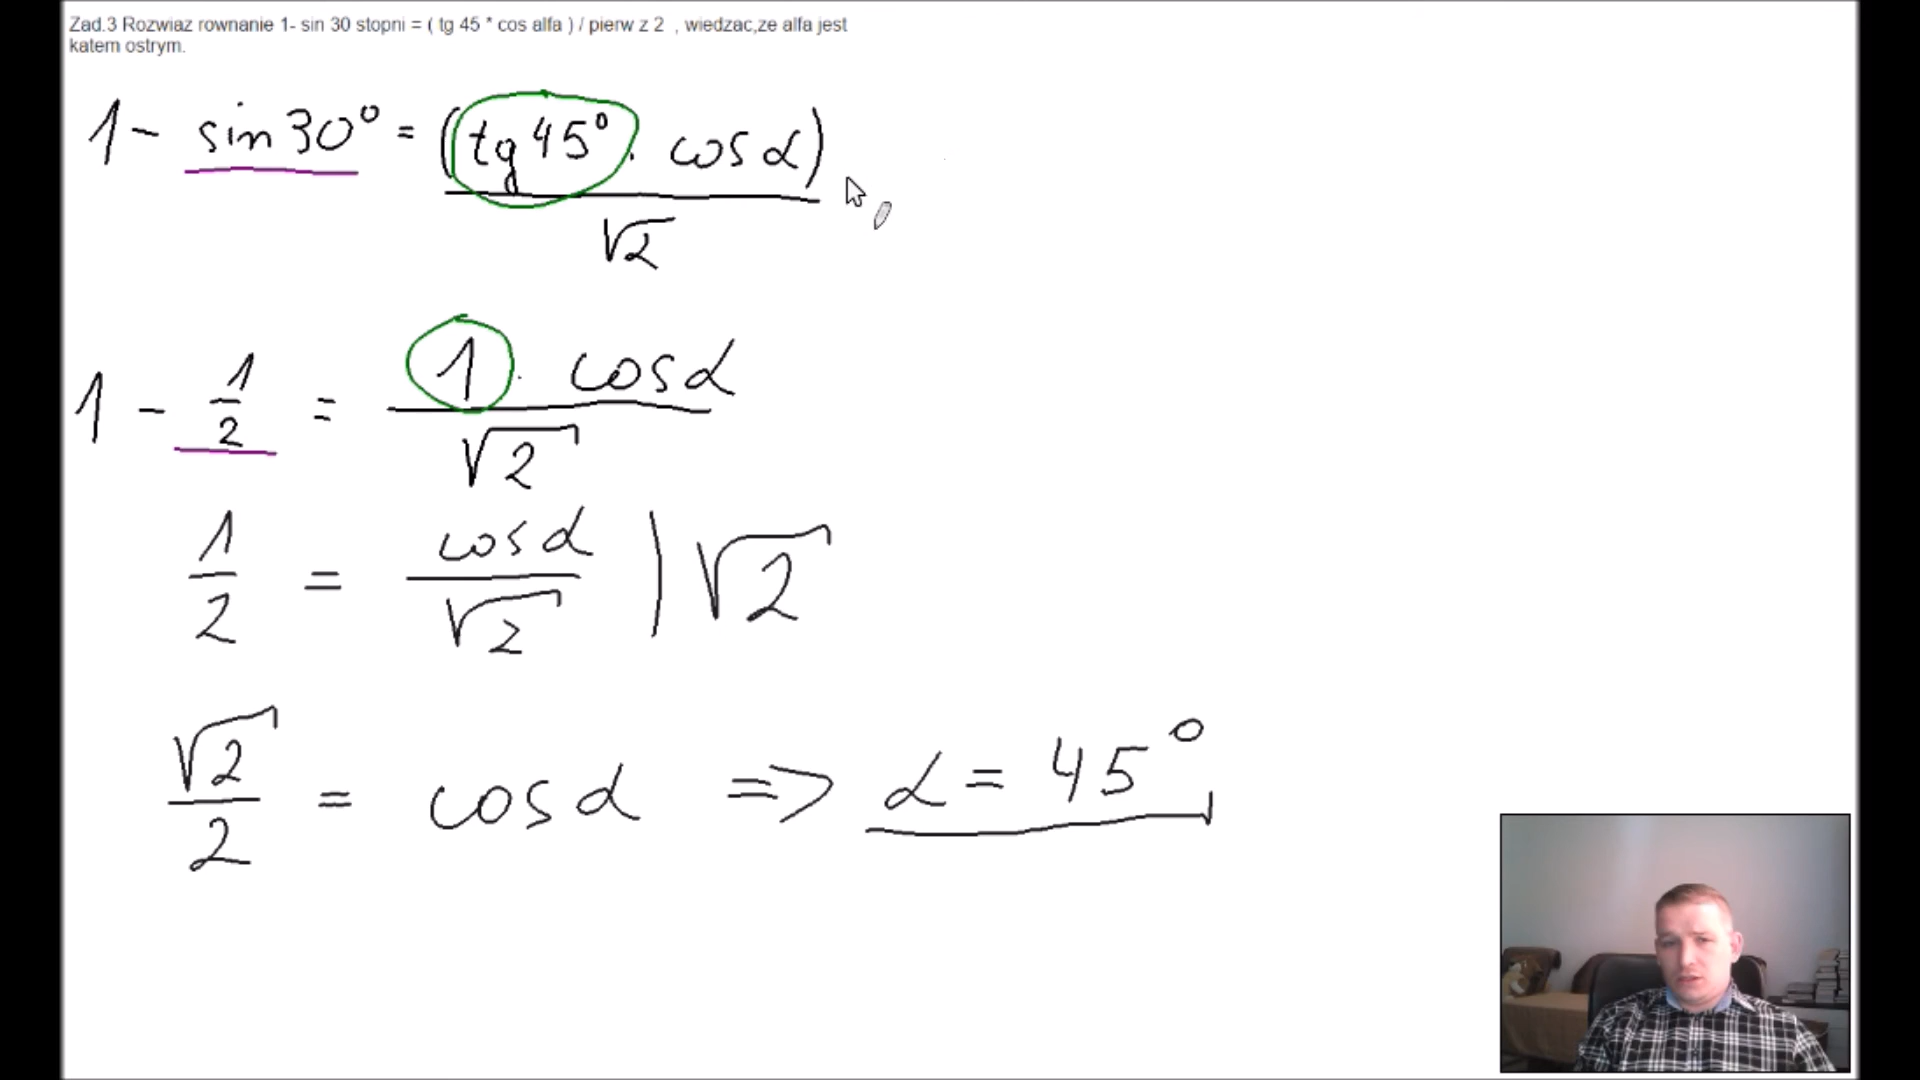 Zad.3 Rozwiaz rownanie 1- sin 30 stopni = ( tg 45 * cos alfa ) / pierw z 2 , wiedzac,ze alfa jest
katem ostrym.
1 - sin 30° = (tg 45° · cos α)
√2
1 - 1/2 = 1 · cos α
√2
1/2 = cos α / √2 | √2
√2/2 = cos α => α = 45°